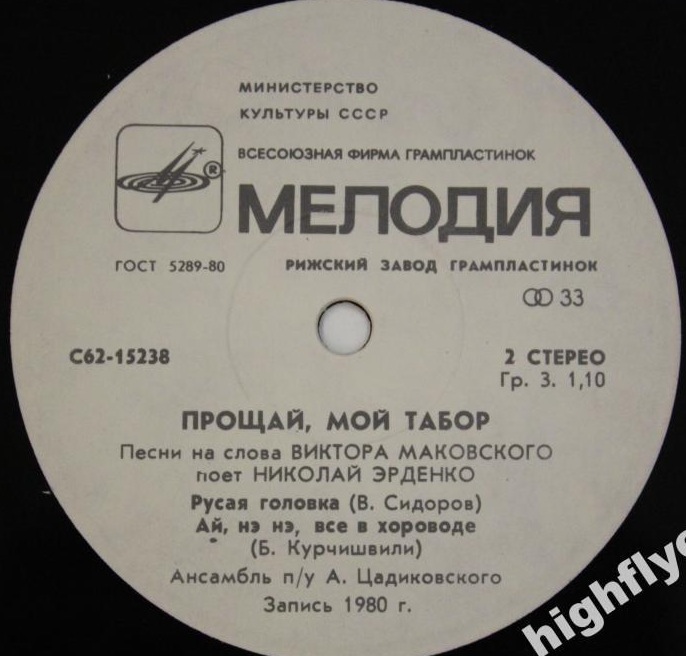 МИНИСТЕРСТВО
КУЛЬТУРЫ СССР
ВСЕСОЮЗНАЯ ФИРМА ГРАМПЛАСТИНОК
®
МЕЛОДИЯ
ГОСТ 5289-80
РИЖСКИЙ ЗАВОД ГРАМПЛАСТИНОК
33
С62-15238
2 СТЕРЕО
Гр. 3. 1,10
ПРОЩАЙ, МОЙ ТАБОР
Песни на слова ВИКТОРА МАКОВСКОГО
поет НИКОЛАЙ ЭРДЕНКО
Русая головка (В. Сидоров)
Ай, нэ нэ, все в хороводе
(Б. Курчишвили)
Ансамбль п/у А. Цадиковского
Запись 1980 г.